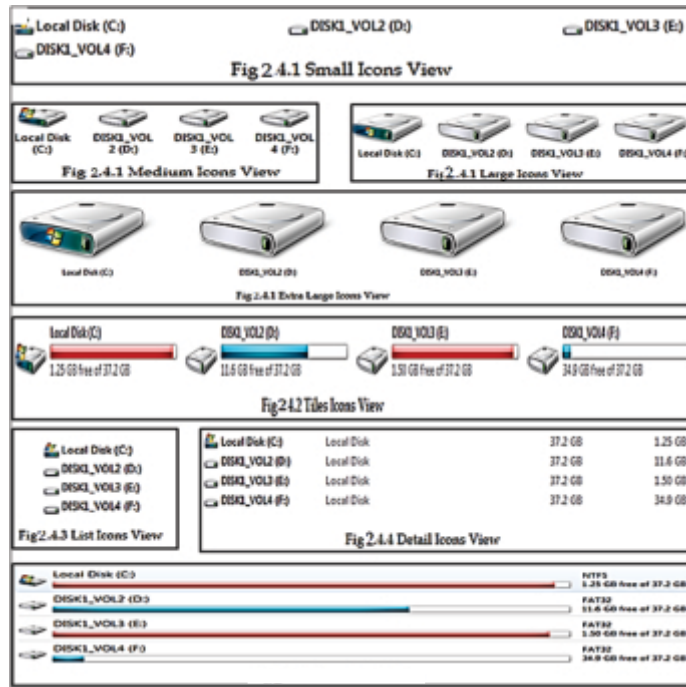 Local Disk (C:) DISK1_VOL2 (D:) DISK1_VOL3 (E:)
DISK1_VOL4 (F:)
Fig 2.4.1 Small Icons View
Local Disk (C:) DISK1_VOL 2 (D:) DISK1_VOL 3 (E:) DISK1_VOL 4 (F:)
Fig 2.4.1 Medium Icons View
Local Disk (C:) DISK1_VOL2 (D:) DISK1_VOL3 (E:) DISK1_VOL4 (F:
Fig2.4.1 Large Icons View
Local Disk (C:) DISK1_VOL2 (D:) DISK1_VOL3 (E:) DISK1_VOL4 (F:)
Fig 2.4.1 Extra Large Icons View
Local Disk (C:) DISK1_VOL2 (D:) DISK1_VOL3 (E:) DISK1_VOL4 (F:)
1.25 GB free of 37.2 GB 11.6 GB free of 37.2 GB 1.50 GB free of 37.2 GB 34.9 GB free of 37.2 GB
Fig2.4.2 Tiles Icons View
Local Disk (C:)
DISK1_VOL2 (D:)
DISK1_VOL3 (E:)
DISK1_VOL4 (F:)
Fig2.4.3 List Icons View
Local Disk (C:) Local Disk 37.2 GB 1.25 GB
DISK1_VOL2 (D:) Local Disk 37.2 GB 11.6 GB
DISK1_VOL3 (E:) Local Disk 37.2 GB 1.50 GB
DISK1_VOL4 (F:) Local Disk 37.2 GB 34.9 GB
Fig 2.4.4 Detail Icons View
Local Disk (C:) NTFS
1.25 GB free of 37.2 GB
DISK1_VOL2 (D:) FAT32
11.6 GB free of 37.2 GB
DISK1_VOL3 (E:) FAT32
1.50 GB free of 37.2 GB
DISK1_VOL4 (F:) FAT32
34.9 GB free of 37.2 GB